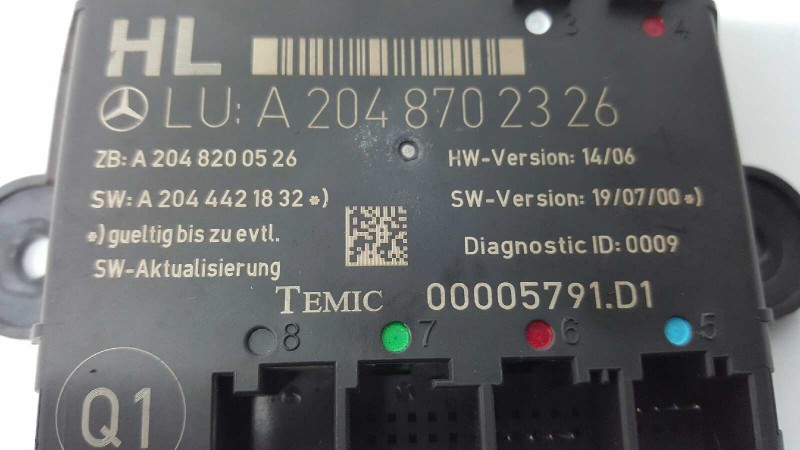 HL
3 4
LU: A 204 870 23 26
ZB: A 204 820 05 26
HW-Version: 14/06
SW: A 204 442 18 32 *)
SW-Version: 19/07/00 *)
*) gueltig bis zu evtl.
SW-Aktualisierung
Diagnostic ID: 0009
TEMIC 00005791.D1
8 7 6 5
Q1